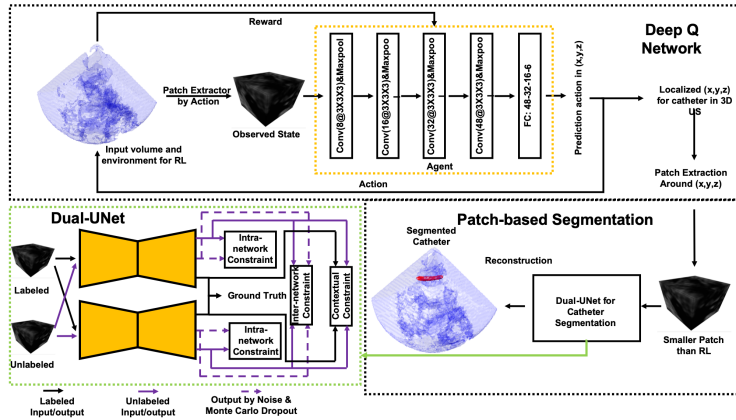 Reward
Deep Q
Network
Patch Extractor
by Action
Observed State
Input volume and
environment for RL
Conv(8@3X3X3)&Maxpool
Conv(16@3X3X3)&Maxpoo
Conv(32@3X3X3)&Maxpoo
Conv(48@3X3X3)&Maxpoo
FC: 48-32-16-6
Agent
Prediction action in (x,y,z)
Localized (x,y,z)
for catheter in 3D
US
Action
Patch Extraction
Around (x,y,z)
Dual-UNet
Labeled
Unlabeled
Intra-
network
Constraint
Ground Truth
Intra-
network
Constraint
Inter-network
Constraint
Contextual
Constraint
Patch-based Segmentation
Segmented
Catheter
Reconstruction
Dual-UNet for
Catheter
Segmentation
Smaller Patch
than RL
Labeled
Input/output
Unlabeled
Input/output
Output by Noise &
Monte Carlo Dropout